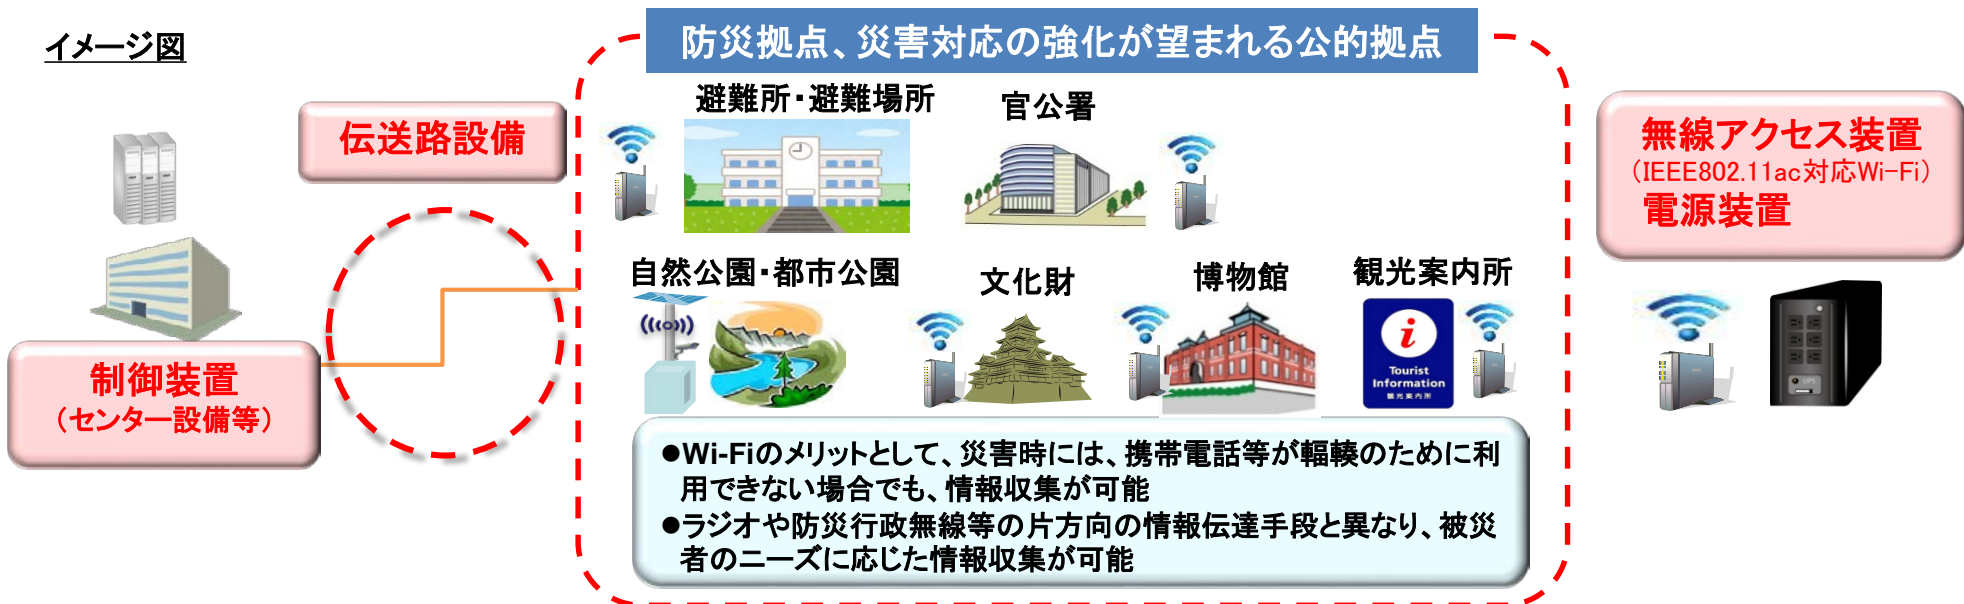 イメージ図
防災拠点、災害対応の強化が望まれる公的拠点
伝送路設備
避難所・避難場所
官公署
無線アクセス装置
（IEEE802.11ac対応Wi-Fi）
電源装置
自然公園・都市公園
文化財
博物館
観光案内所
i
Tourist
Information
観光案内所
制御装置
（センター設備等）
●Wi-Fiのメリットとして、災害時には、携帯電話等が輻輳のために利
用できない場合でも、情報収集が可能
●ラジオや防災行政無線等の片方向の情報伝達手段と異なり、被災
者のニーズに応じた情報収集が可能
UPS